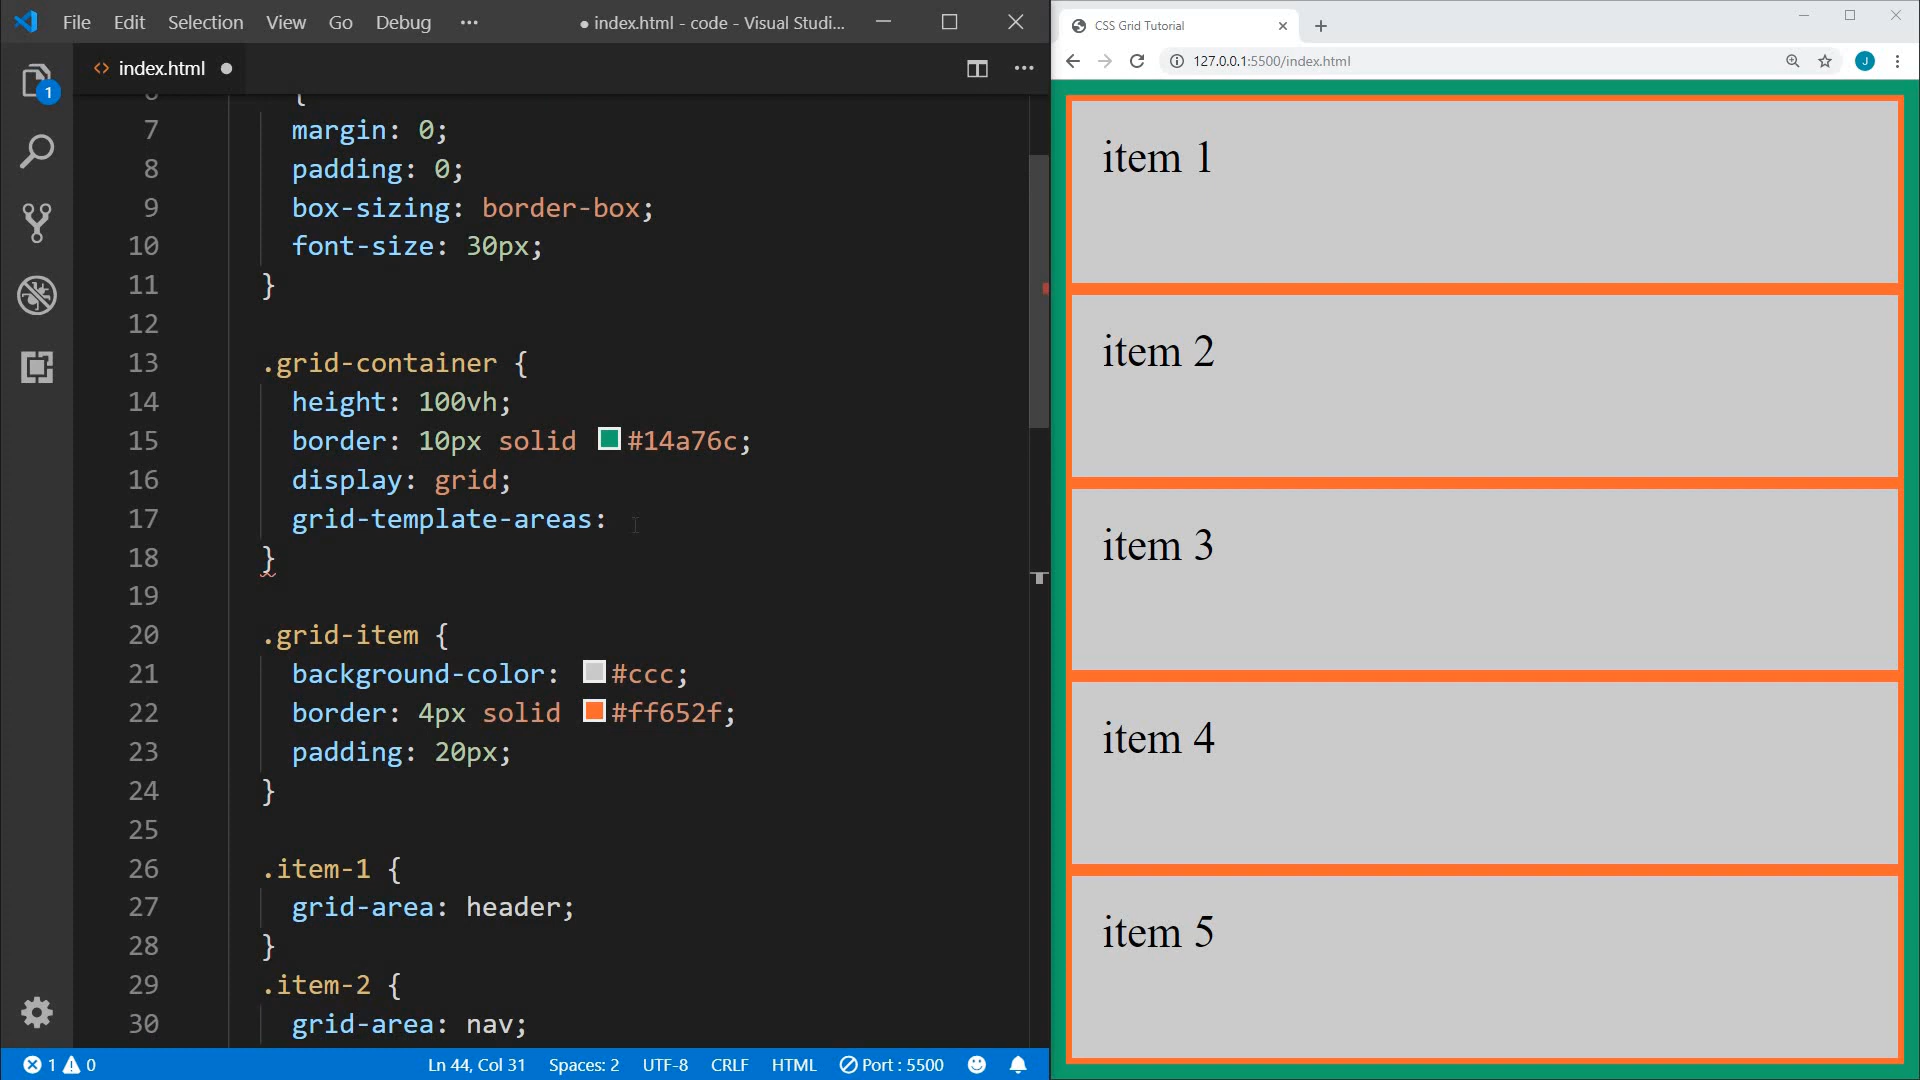 File Edit Selection View Go Debug ··· ● index.html - code - Visual Studi...
index.html
1
7 margin: 0;
8 padding: 0;
9 box-sizing: border-box;
10 font-size: 30px;
11 }
12
13 .grid-container {
14 height: 100vh;
15 border: 10px solid #14a76c;
16 display: grid;
17 grid-template-areas:
18 }
19
20 .grid-item {
21 background-color: #ccc;
22 border: 4px solid #ff652f;
23 padding: 20px;
24 }
25
26 .item-1 {
27 grid-area: header;
28 }
29 .item-2 {
30 grid-area: nav;
1 0 Ln 44, Col 31 Spaces: 2 UTF-8 CRLF HTML Port : 5500
CSS Grid Tutorial
127.0.0.1:5500/index.html
J
item 1
item 2
item 3
item 4
item 5